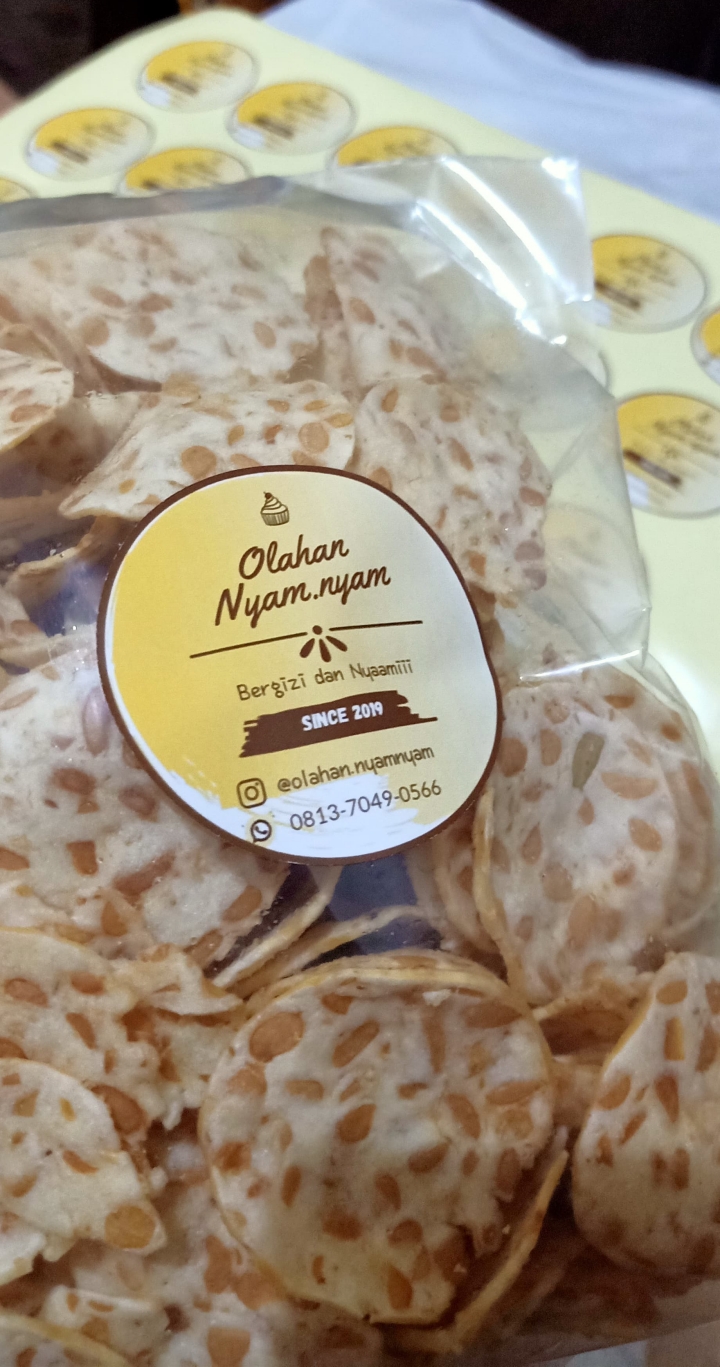 Olahan
Nyam.nyam
Bergizi dan Nyaamiii
SINCE 2019
@olahan.nyamnyam
0813-7049-0566